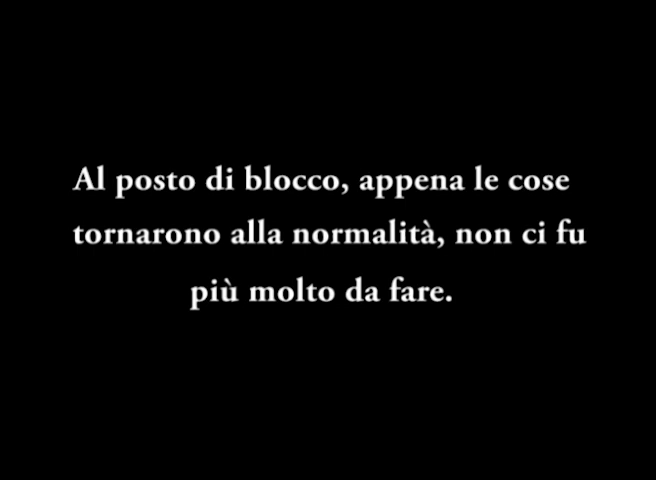 Al posto di blocco, appena le cose
tornarono alla normalità, non ci fu
più molto da fare.